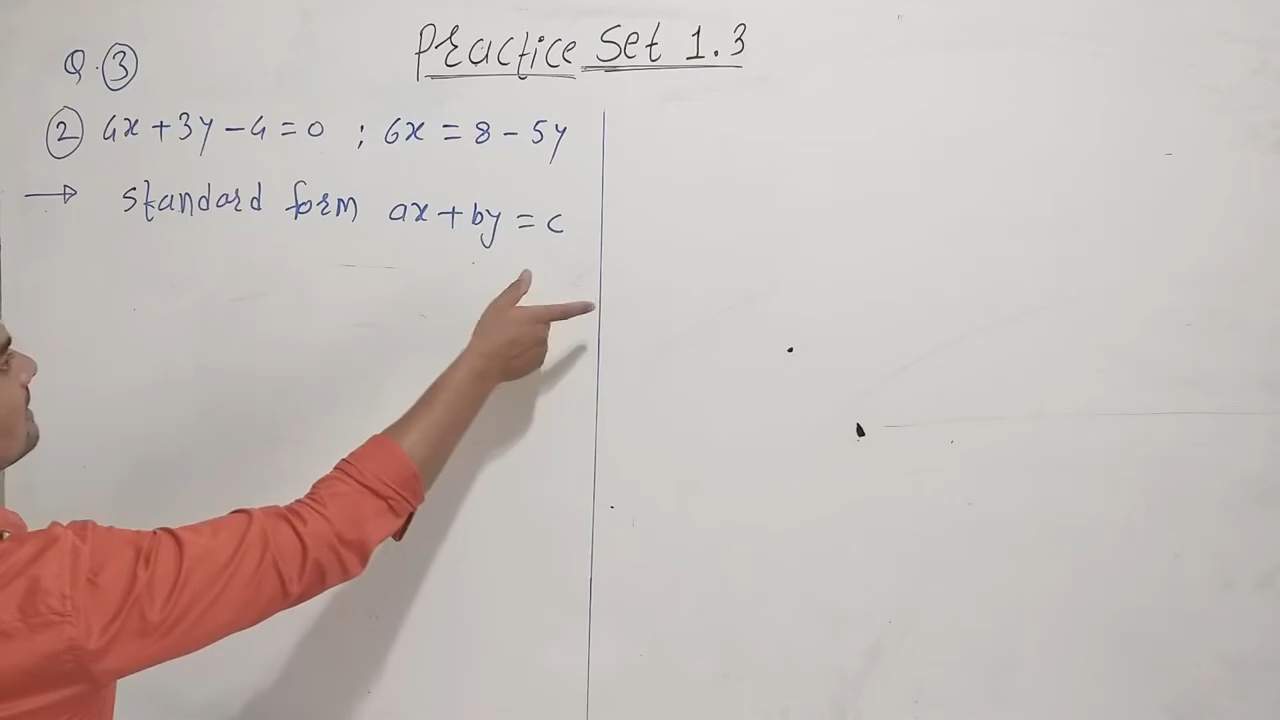 Practice Set 1.3
Q.3
2 4x+3y-4=0 ; 6x=8-5y
→ standard form ax+by=c